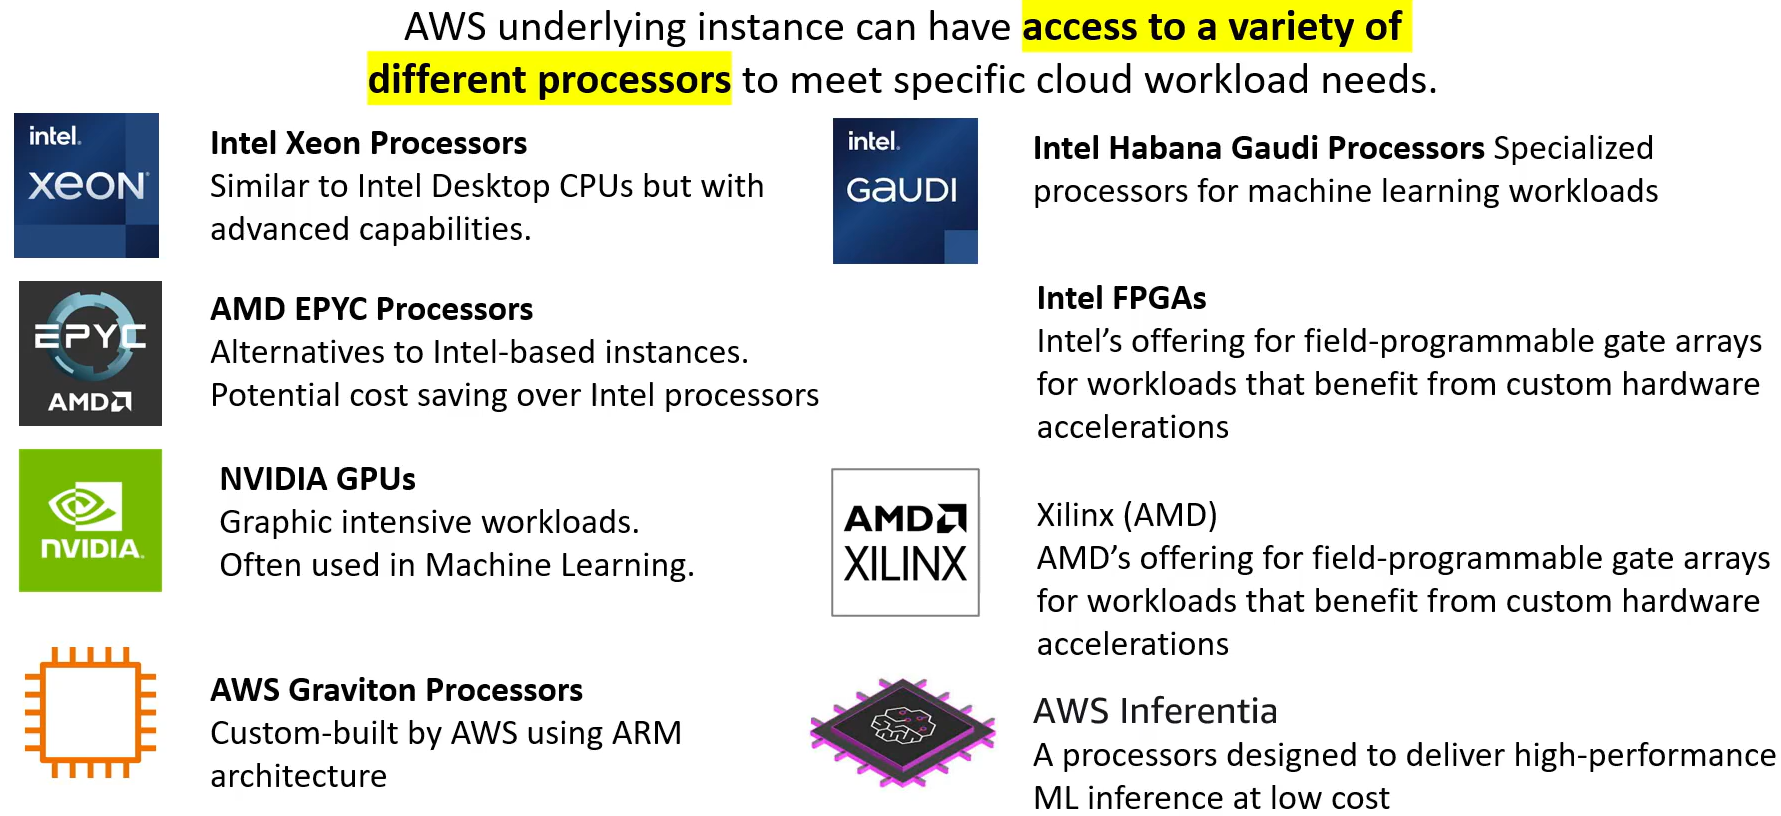 AWS underlying instance can have access to a variety of
different processors to meet specific cloud workload needs.
intel.
XEON
Intel Xeon Processors
Similar to Intel Desktop CPUs but with
advanced capabilities.
EPYC
AMD
AMD EPYC Processors
Alternatives to Intel-based instances.
Potential cost saving over Intel processors
NVIDIA.
NVIDIA GPUs
Graphic intensive workloads.
Often used in Machine Learning.
AWS Graviton Processors
Custom-built by AWS using ARM
architecture
intel.
GAUDI
Intel Habana Gaudi Processors Specialized
processors for machine learning workloads
Intel FPGAs
Intel’s offering for field-programmable gate arrays
for workloads that benefit from custom hardware
accelerations
AMD
XILINX
Xilinx (AMD)
AMD’s offering for field-programmable gate arrays
for workloads that benefit from custom hardware
accelerations
AWS Inferentia
A processors designed to deliver high-performance
ML inference at low cost